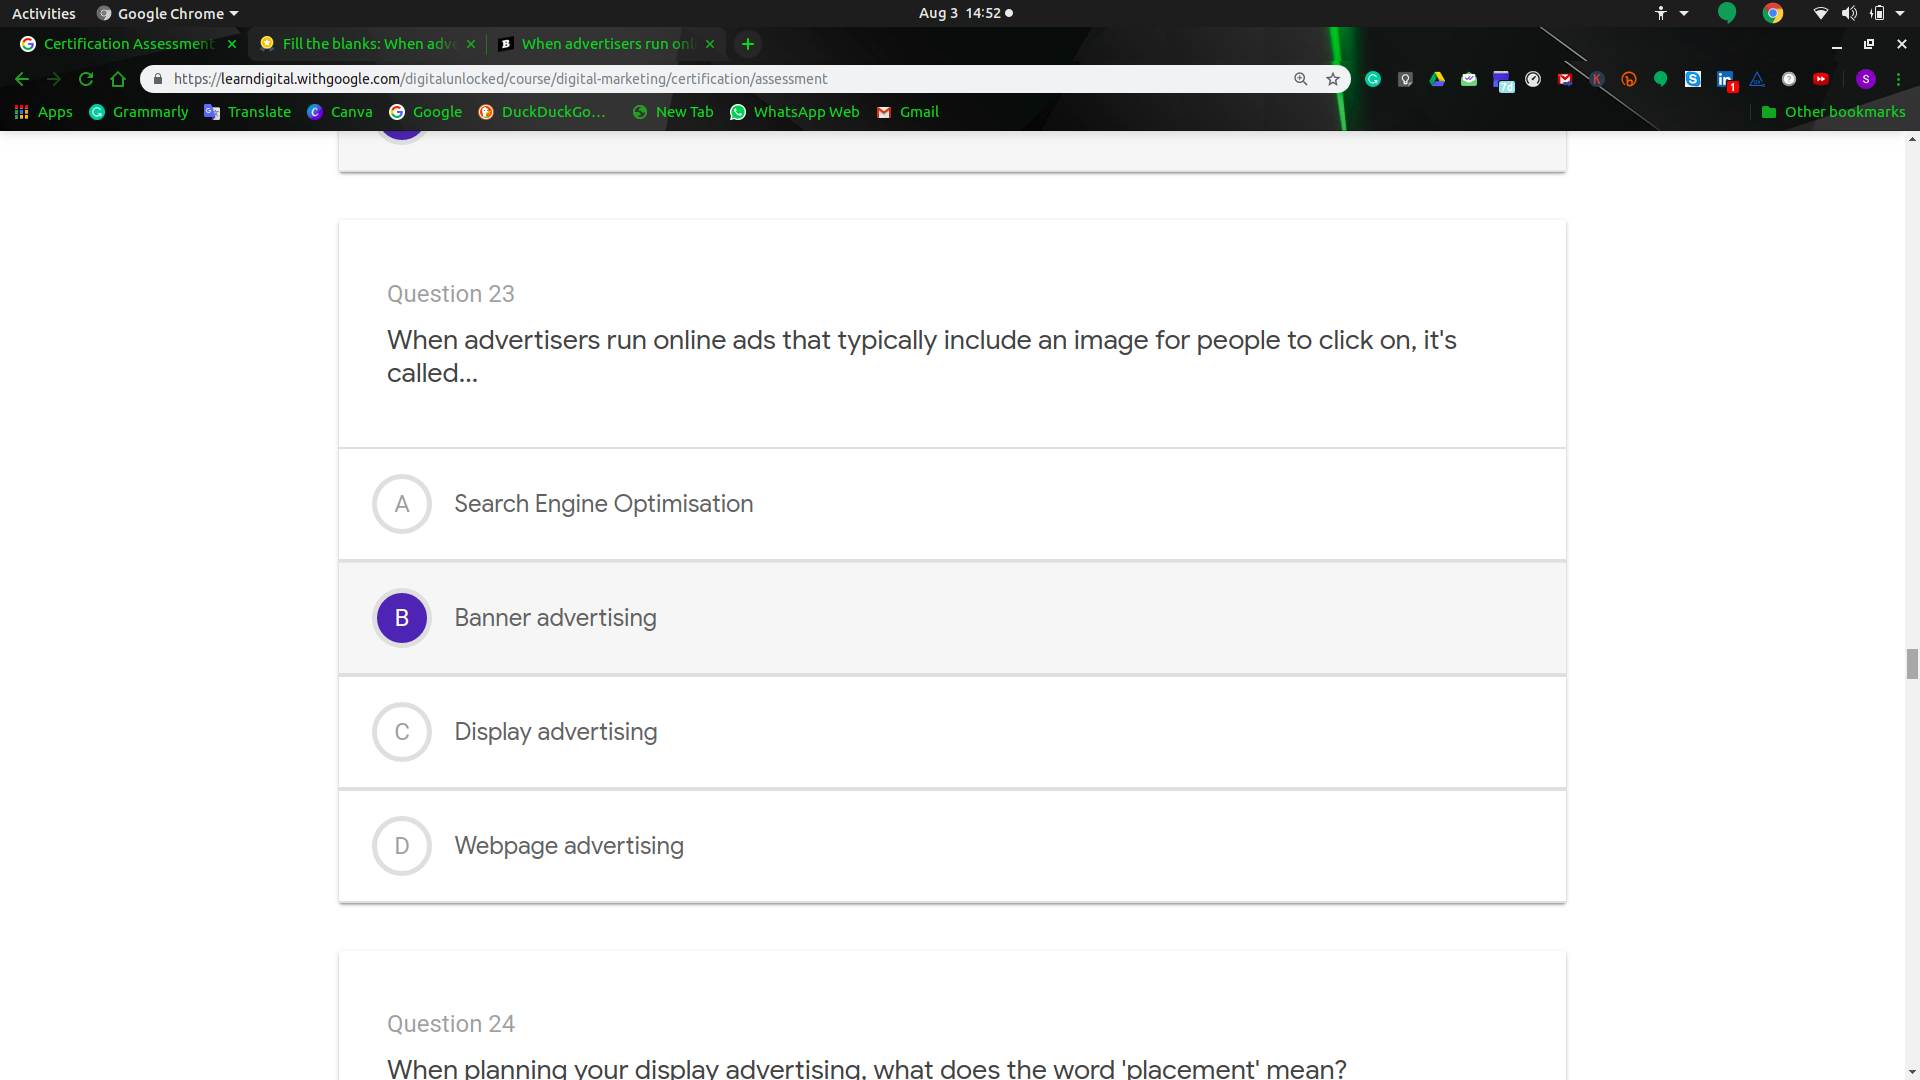 Activities
Google Chrome
Aug 3 14:52
Certification Assessment
Fill the blanks: When adve
When advertisers run onl
https://learndigital.withgoogle.com/digitalunlocked/course/digital-marketing/certification/assessment
7d
1
S
Apps
Grammarly
Translate
Canva
Google
DuckDuckGo...
New Tab
WhatsApp Web
Gmail
Other bookmarks
Question 23
When advertisers run online ads that typically include an image for people to click on, it's
called...
A Search Engine Optimisation
B Banner advertising
C Display advertising
D Webpage advertising
Question 24
When planning your display advertising, what does the word 'placement' mean?